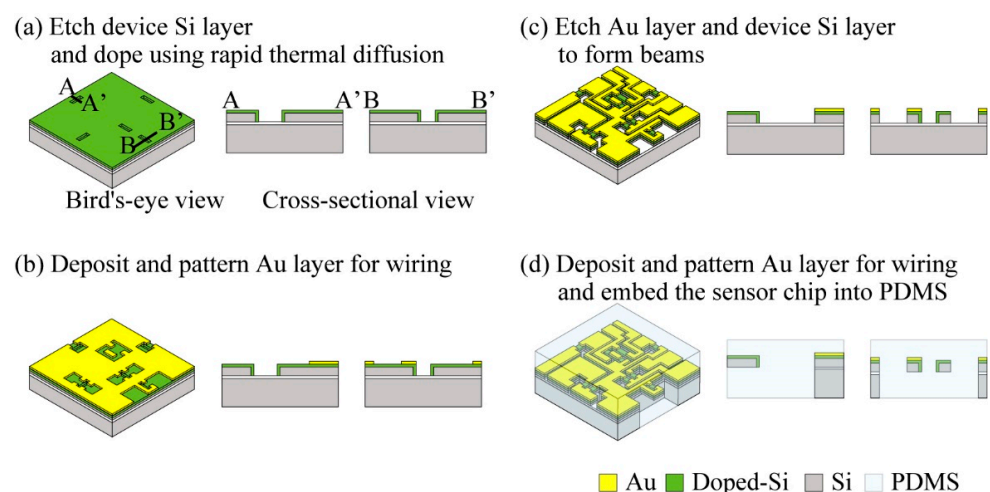 (a) Etch device Si layer
and dope using rapid thermal diffusion
A
A'
B'
B
A
A'
B
B'
Bird's-eye view
Cross-sectional view
(b) Deposit and pattern Au layer for wiring
(c) Etch Au layer and device Si layer
to form beams
(d) Deposit and pattern Au layer for wiring
and embed the sensor chip into PDMS
Au
Doped-Si
Si
PDMS